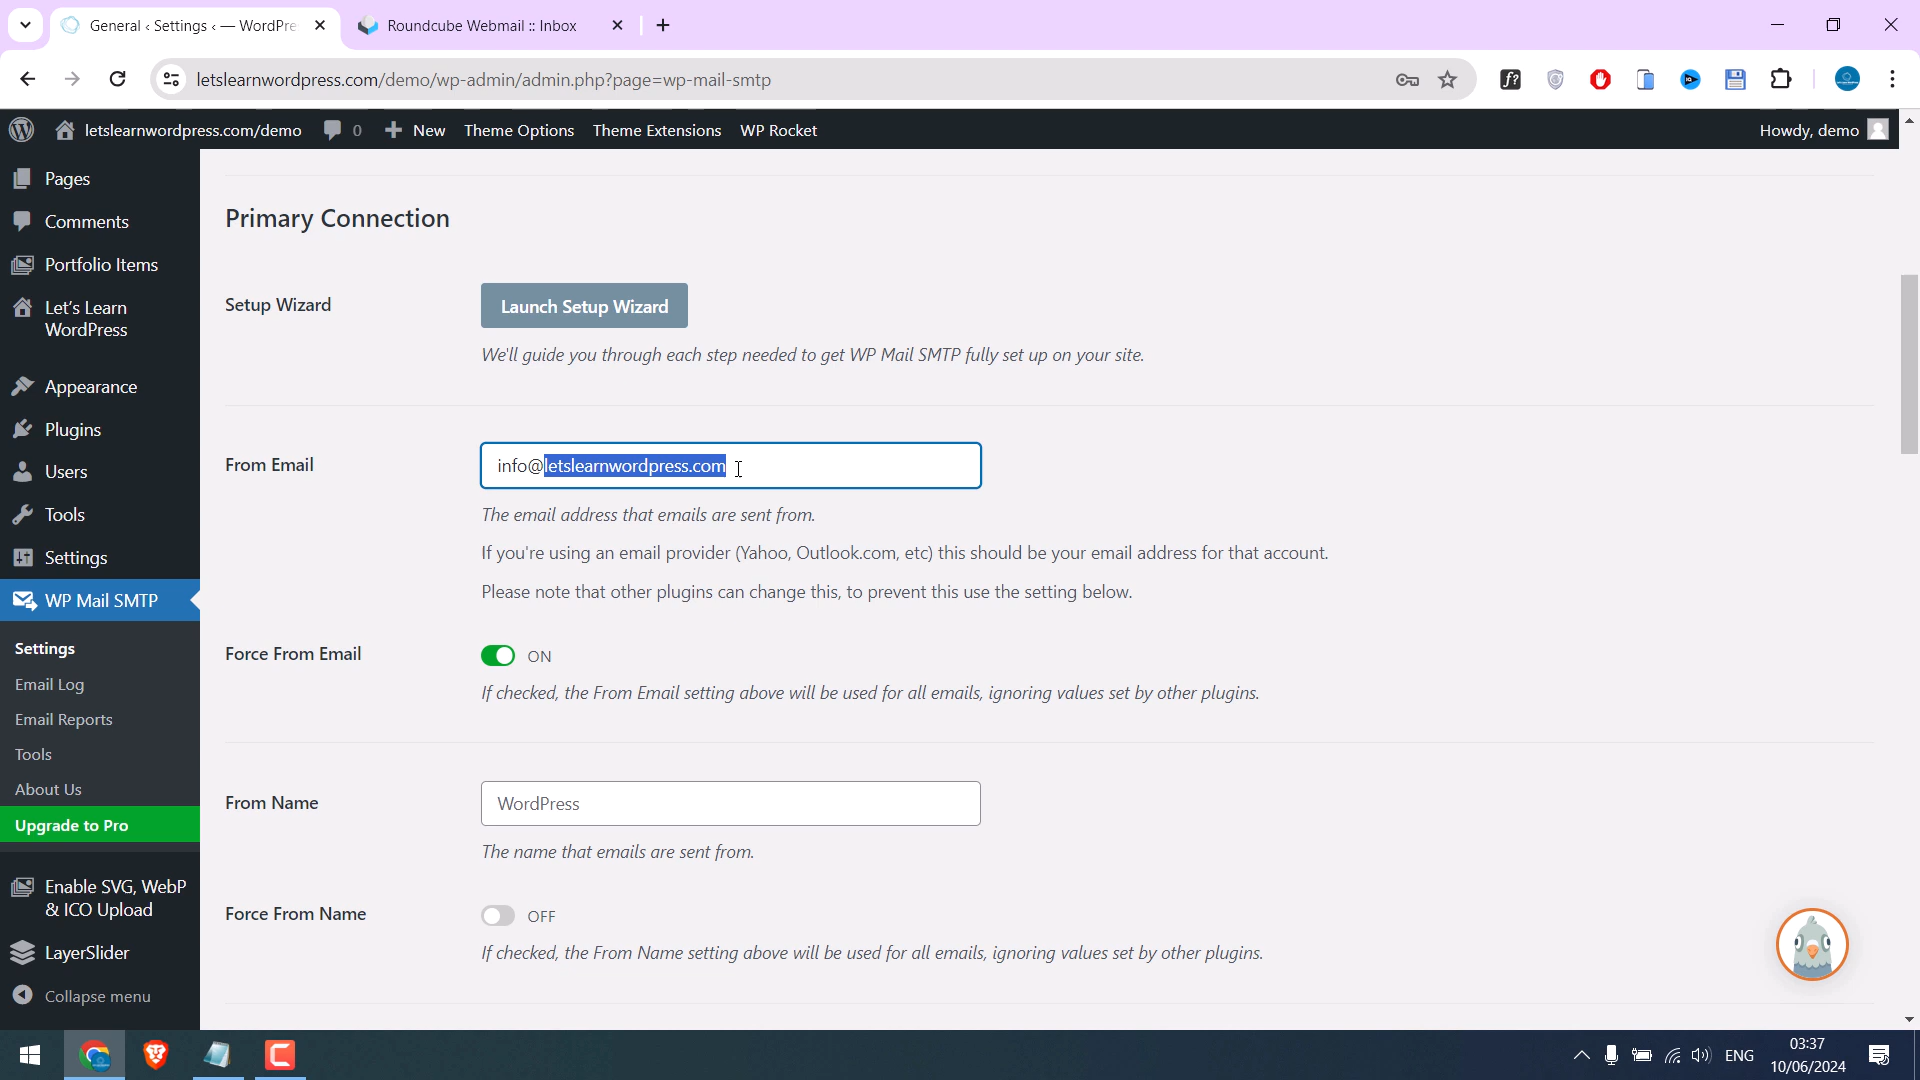 General ‹ Settings ‹ — WordPre
Roundcube Webmail :: Inbox
letslearnwordpress.com/demo/wp-admin/admin.php?page=wp-mail-smtp
letslearnwordpress.com/demo
0
New
Theme Options
Theme Extensions
WP Rocket
Howdy, demo
Pages
Comments
Portfolio Items
Let's Learn
WordPress
Appearance
Plugins
Users
Tools
Settings
WP Mail SMTP
Settings
Email Log
Email Reports
Tools
About Us
Upgrade to Pro
Enable SVG, WebP
& ICO Upload
LayerSlider
Collapse menu
Primary Connection
Setup Wizard
Launch Setup Wizard
We'll guide you through each step needed to get WP Mail SMTP fully set up on your site.
From Email
info@letslearnwordpress.com
The email address that emails are sent from.
If you're using an email provider (Yahoo, Outlook.com, etc) this should be your email address for that account.
Please note that other plugins can change this, to prevent this use the setting below.
Force From Email
ON
If checked, the From Email setting above will be used for all emails, ignoring values set by other plugins.
From Name
WordPress
The name that emails are sent from.
Force From Name
OFF
If checked, the From Name setting above will be used for all emails, ignoring values set by other plugins.
ENG
03:37
10/06/2024